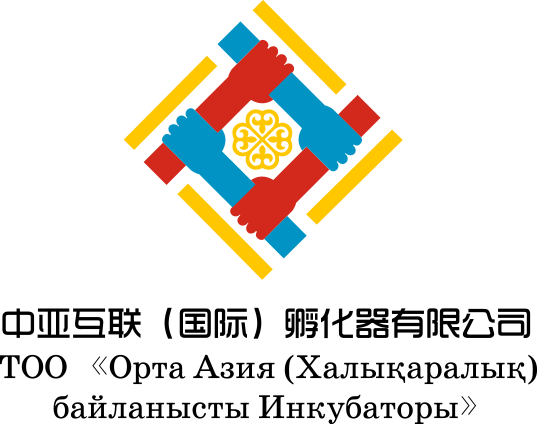 中亚互联（国际）孵化器有限公司
ТОО 《Орта Азия (Халықаралық)
байланысты Инкубаторы》